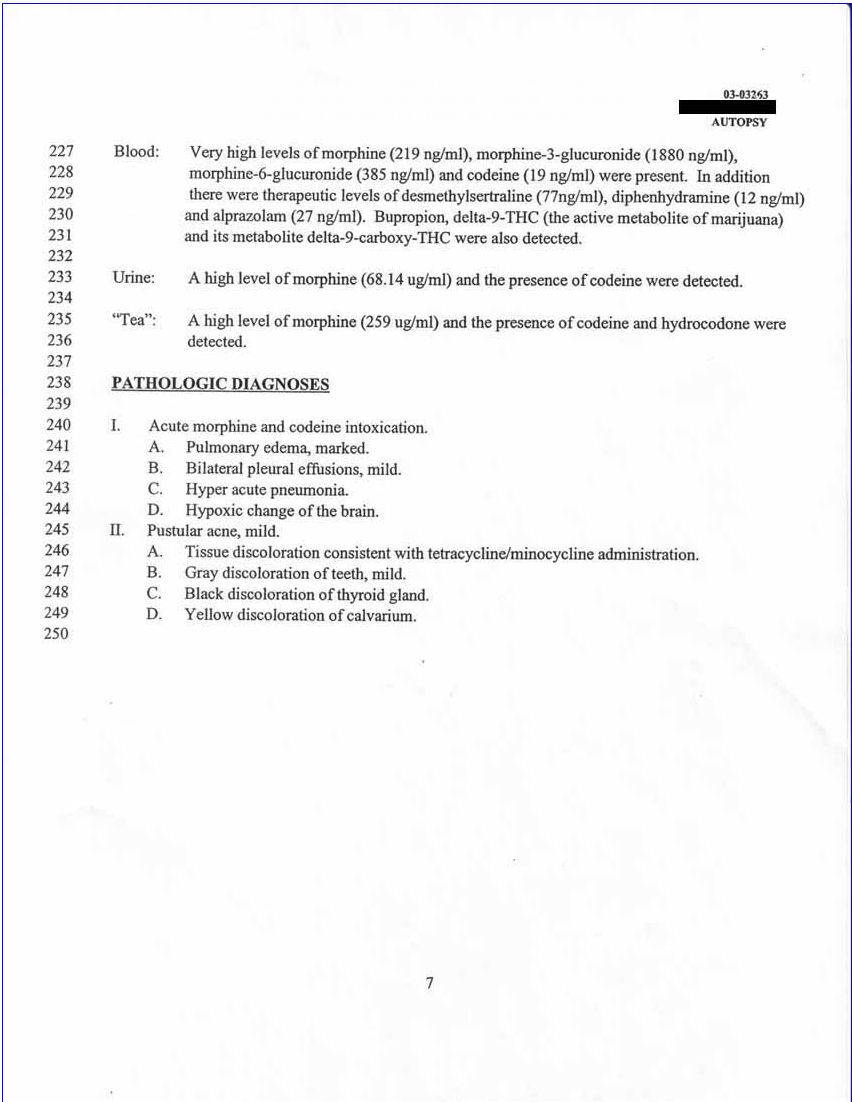 03-03263
AUTOPSY
227 Blood: Very high levels of morphine (219 ng/ml), morphine-3-glucuronide (1880 ng/ml),
228 morphine-6-glucuronide (385 ng/ml) and codeine (19 ng/ml) were present. In addition
229 there were therapeutic levels of desmethylsertraline (77ng/ml), diphenhydramine (12 ng/ml)
230 and alprazolam (27 ng/ml). Bupropion, delta-9-THC (the active metabolite of marijuana)
231 and its metabolite delta-9-carboxy-THC were also detected.
232
233 Urine: A high level of morphine (68.14 ug/ml) and the presence of codeine were detected.
234
235 “Tea”: A high level of morphine (259 ug/ml) and the presence of codeine and hydrocodone were
236 detected.
237
238 PATHOLOGIC DIAGNOSES
239
240 I. Acute morphine and codeine intoxication.
241 A. Pulmonary edema, marked.
242 B. Bilateral pleural effusions, mild.
243 C. Hyper acute pneumonia.
244 D. Hypoxic change of the brain.
245 II. Pustular acne, mild.
246 A. Tissue discoloration consistent with tetracycline/minocycline administration.
247 B. Gray discoloration of teeth, mild.
248 C. Black discoloration of thyroid gland.
249 D. Yellow discoloration of calvarium.
250
7